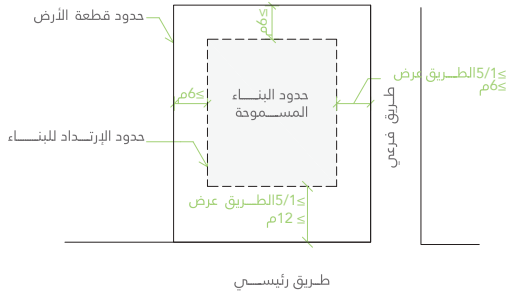 حدود قطعة الأرض
≥6م
≥5/1الطريق عرض
≥6م
≥6م
حدود البناء
المسموحة
طريق فرعي
حدود الإرتداد للبناء
≥5/1الطريق عرض
≥ 12م
طريق رئيسي